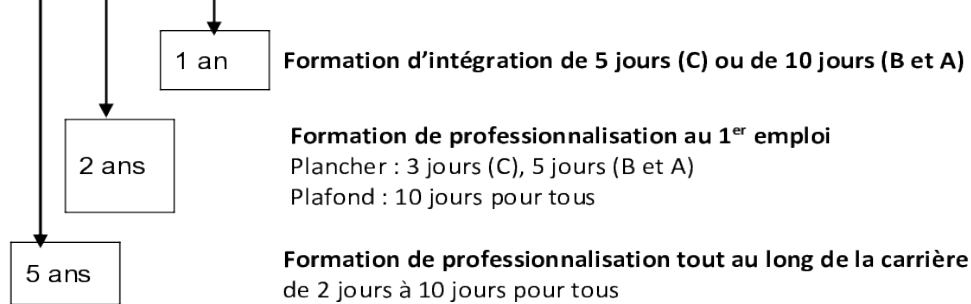 1 an
Formation d’intégration de 5 jours (C) ou de 10 jours (B et A)
Formation de professionnalisation au 1er emploi
2 ans
Plancher : 3 jours (C), 5 jours (B et A)
Plafond : 10 jours pour tous
5 ans
Formation de professionnalisation tout au long de la carrière
de 2 jours à 10 jours pour tous